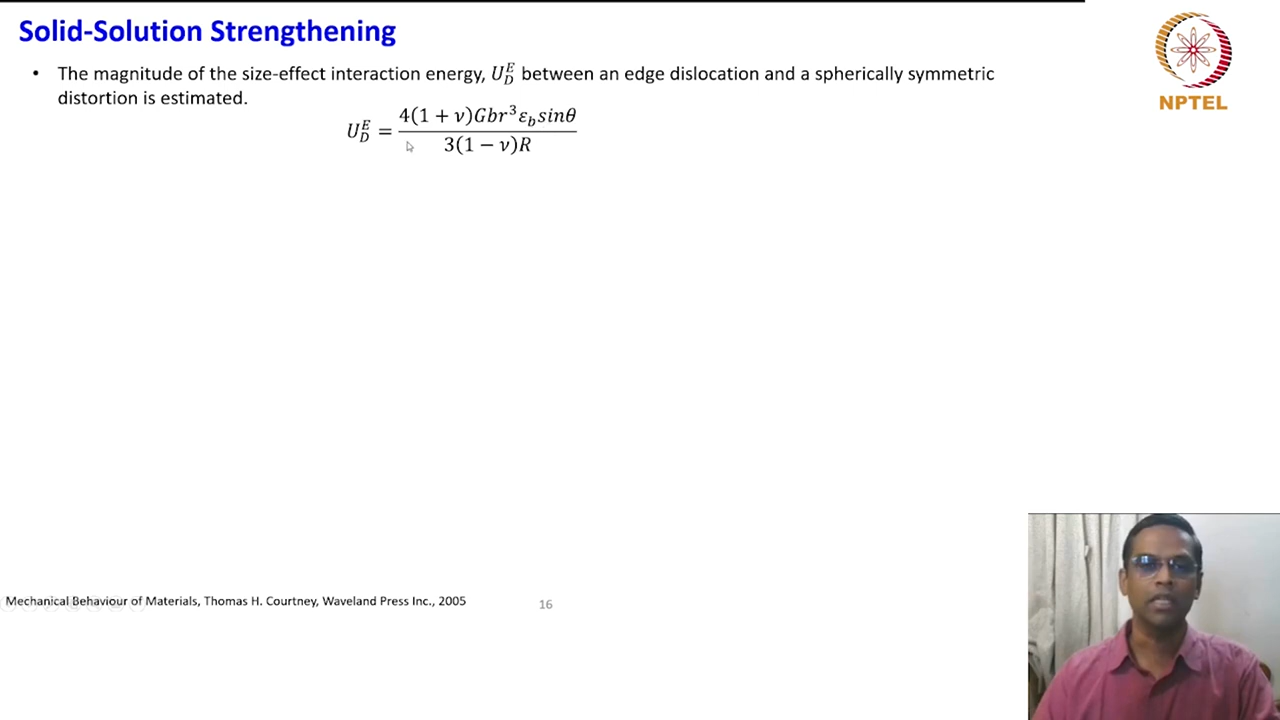 Solid-Solution Strengthening
• The magnitude of the size-effect interaction energy, U_D^E between an edge dislocation and a spherically symmetric
distortion is estimated.
U_D^E = 4(1 + ν)Gbr³ε_b sinθ / 3(1 − ν)R
NPTEL
Mechanical Behaviour of Materials, Thomas H. Courtney, Waveland Press Inc., 2005
16